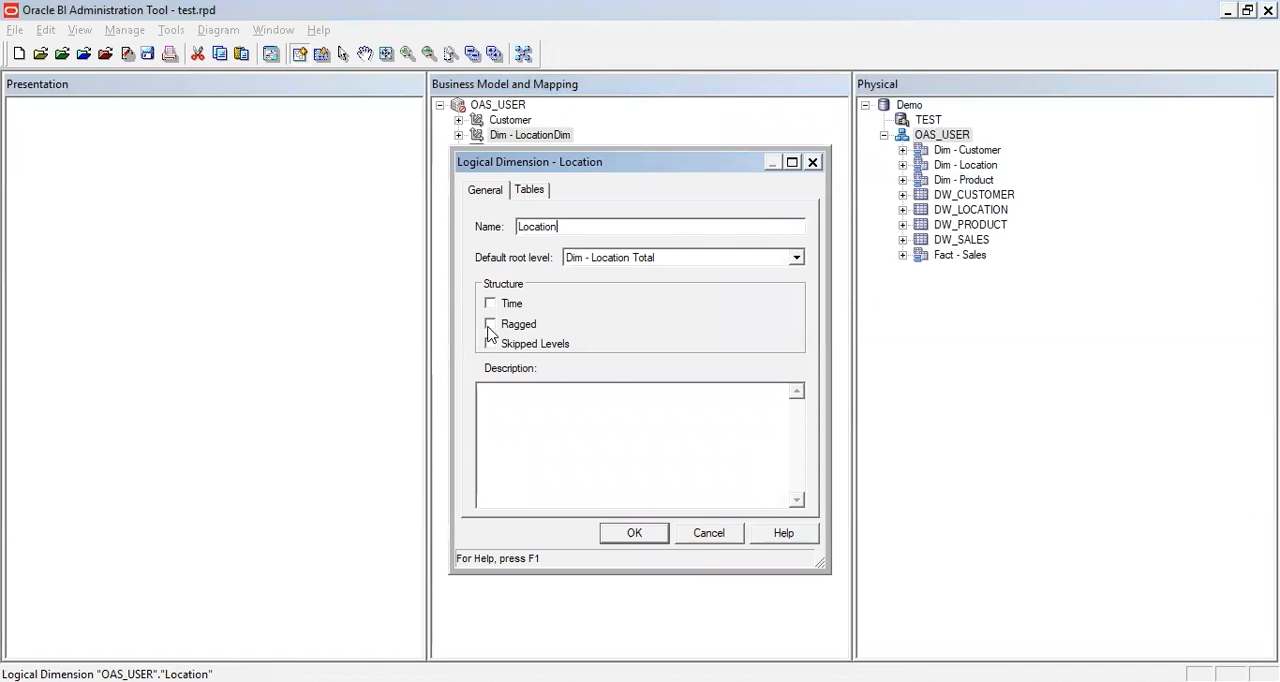 Oracle BI Administration Tool - test.rpd
File Edit View Manage Tools Diagram Window Help
Presentation
Business Model and Mapping
OAS_USER
Customer
Dim - LocationDim
Logical Dimension - Location
General Tables
Name: Location
Default root level: Dim - Location Total
Structure
Time
Ragged
Skipped Levels
Description:
OK Cancel Help
For Help, press F1
Physical
Demo
TEST
OAS_USER
Dim - Customer
Dim - Location
Dim - Product
DW_CUSTOMER
DW_LOCATION
DW_PRODUCT
DW_SALES
Fact - Sales
Logical Dimension "OAS_USER"."Location"